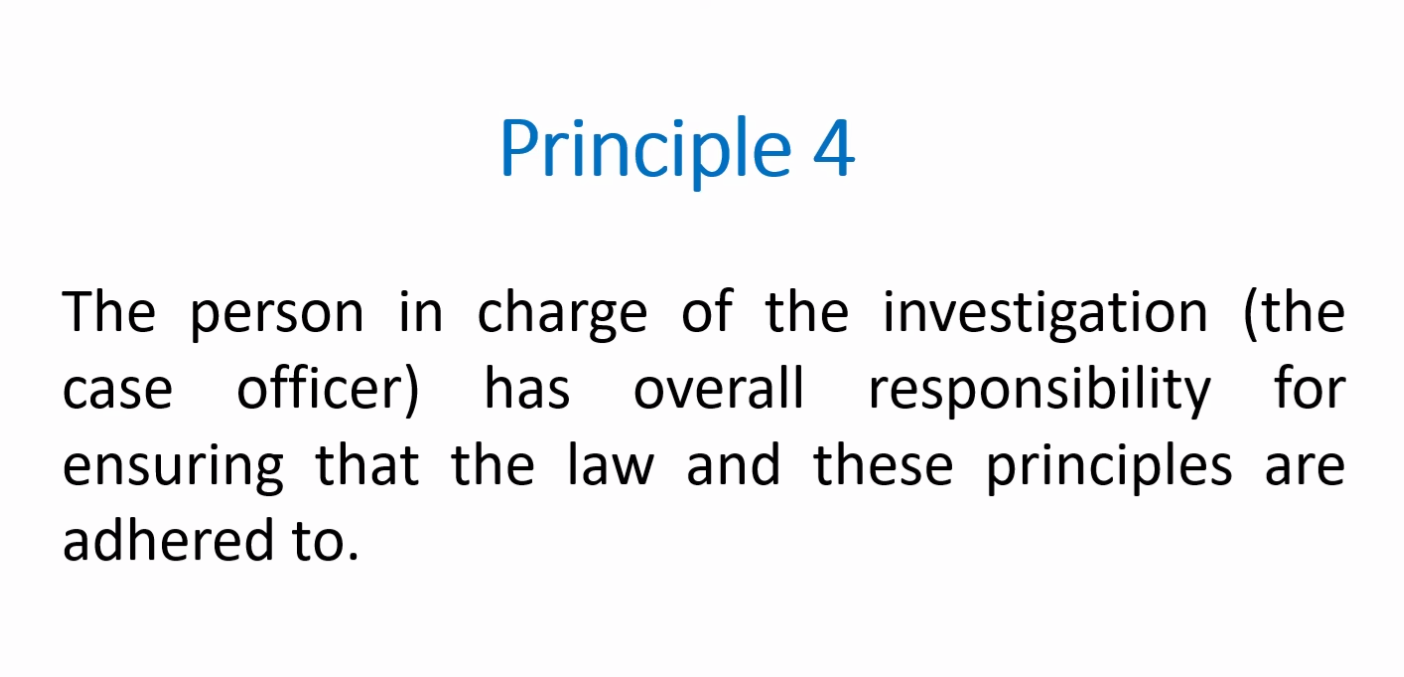 Principle 4
The person in charge of the investigation (the
case officer) has overall responsibility for
ensuring that the law and these principles are
adhered to.